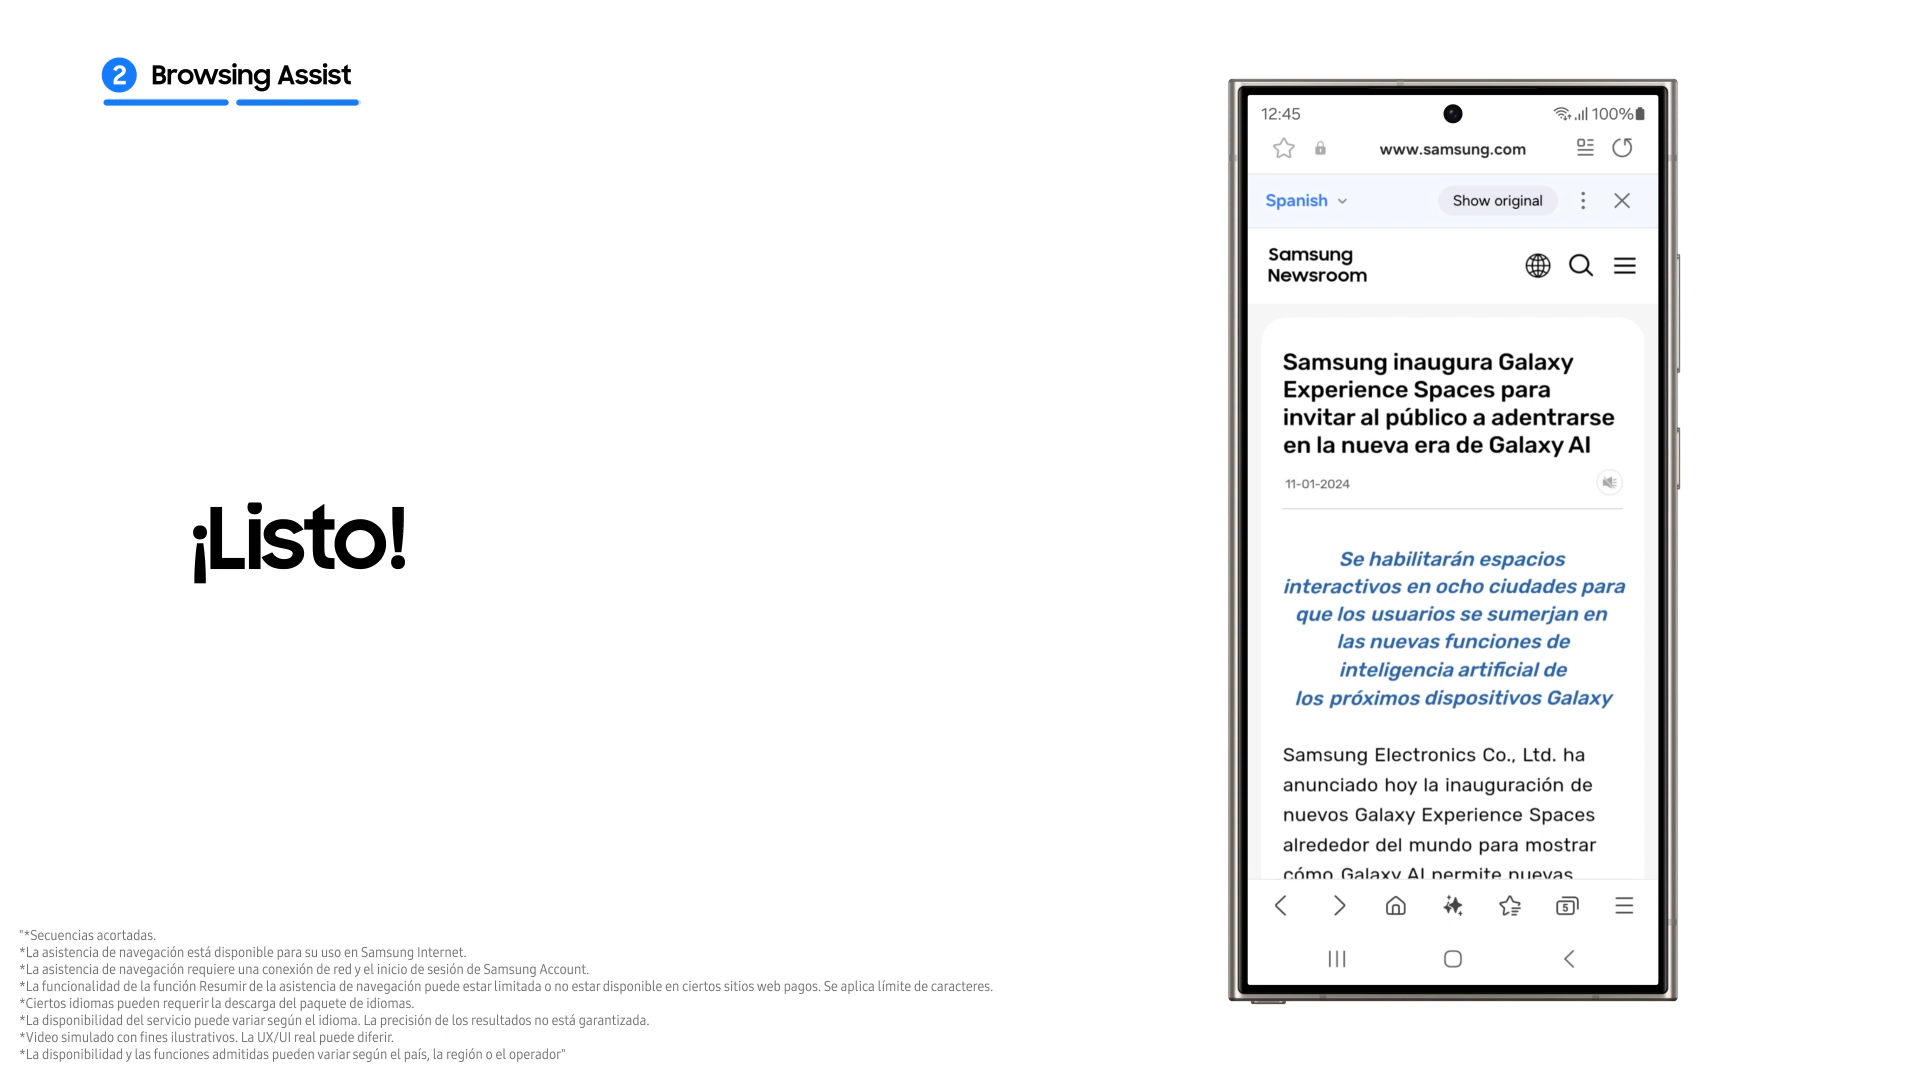 2 Browsing Assist
¡Listo!
12:45
100%
www.samsung.com
Spanish
Show original
Samsung
Newsroom
Samsung inaugura Galaxy
Experience Spaces para
invitar al público a adentrarse
en la nueva era de Galaxy AI
11-01-2024
Se habilitarán espacios
interactivos en ocho ciudades para
que los usuarios se sumerjan en
las nuevas funciones de
inteligencia artificial de
los próximos dispositivos Galaxy
Samsung Electronics Co., Ltd. ha
anunciado hoy la inauguración de
nuevos Galaxy Experience Spaces
alrededor del mundo para mostrar
cómo Galaxy AI permite nuevas
5
"*Secuencias acortadas.
*La asistencia de navegación está disponible para su uso en Samsung Internet.
*La asistencia de navegación requiere una conexión de red y el inicio de sesión de Samsung Account.
*La funcionalidad de la función Resumir de la asistencia de navegación puede estar limitada o no estar disponible en ciertos sitios web pagos. Se aplica límite de caracteres.
*Ciertos idiomas pueden requerir la descarga del paquete de idiomas.
*La disponibilidad del servicio puede variar según el idioma. La precisión de los resultados no está garantizada.
*Video simulado con fines ilustrativos. La UX/UI real puede diferir.
*La disponibilidad y las funciones admitidas pueden variar según el país, la región o el operador"